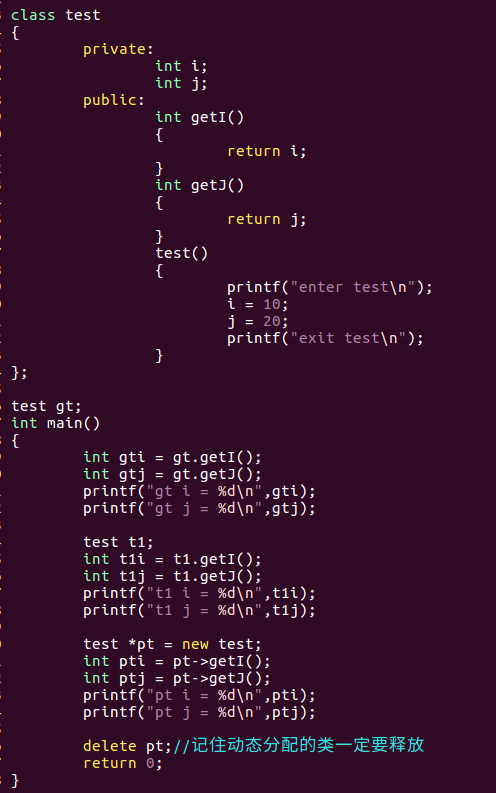 class test
{
        private:
                int i;
                int j;
        public:
                int getI()
                {
                        return i;
                }
                int getJ()
                {
                        return j;
                }
                test()
                {
                        printf("enter test\n");
                        i = 10;
                        j = 20;
                        printf("exit test\n");
                }
};

test gt;
int main()
{
        int gti = gt.getI();
        int gtj = gt.getJ();
        printf("gt i = %d\n",gti);
        printf("gt j = %d\n",gtj);

        test t1;
        int t1i = t1.getI();
        int t1j = t1.getJ();
        printf("t1 i = %d\n",t1i);
        printf("t1 j = %d\n",t1j);

        test *pt = new test;
        int pti = pt->getI();
        int ptj = pt->getJ();
        printf("pt i = %d\n",pti);
        printf("pt j = %d\n",ptj);

        delete pt;//记住动态分配的类一定要释放
        return 0;
}